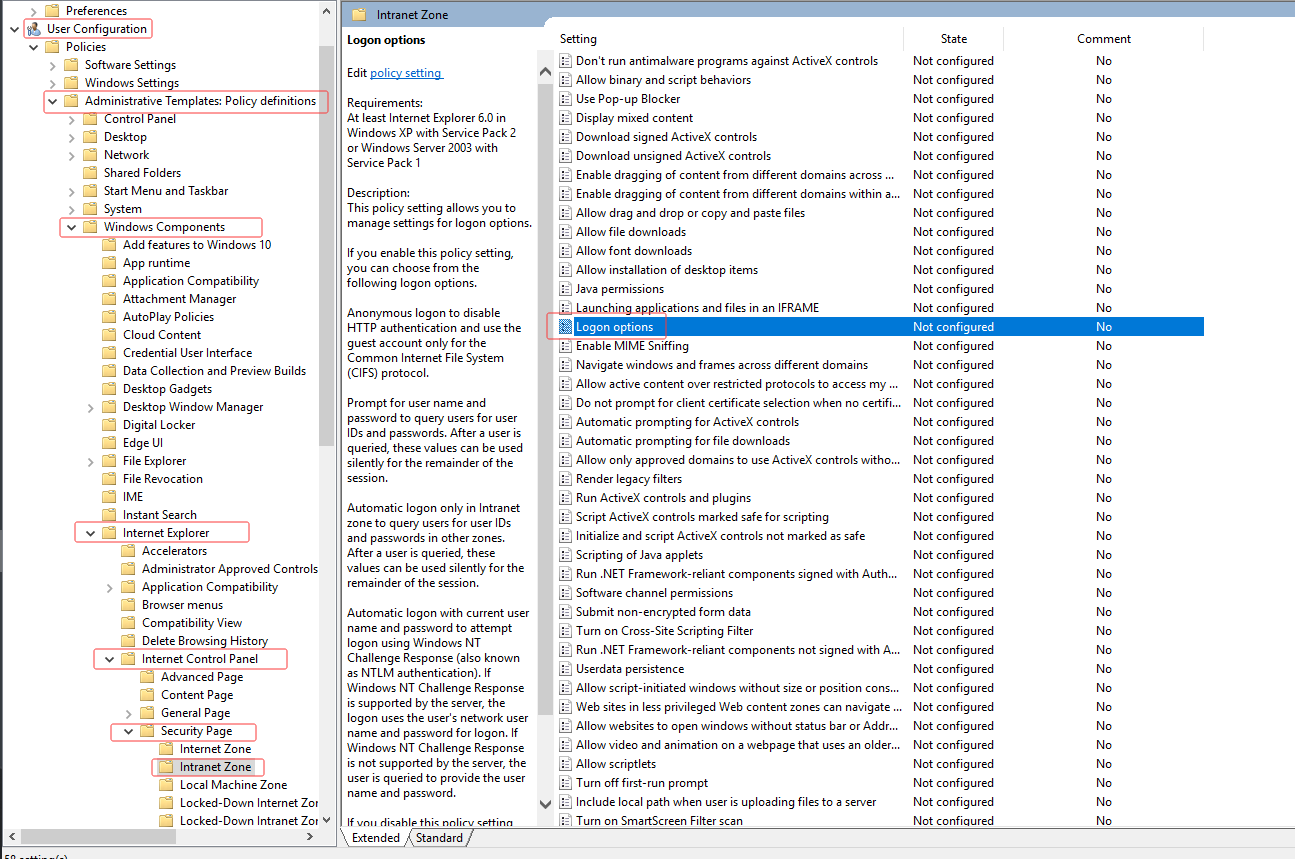 Preferences
User Configuration
Policies
Software Settings
Windows Settings
Administrative Templates: Policy definitions
Control Panel
Desktop
Network
Shared Folders
Start Menu and Taskbar
System
Windows Components
Add features to Windows 10
App runtime
Application Compatibility
Attachment Manager
AutoPlay Policies
Cloud Content
Credential User Interface
Data Collection and Preview Builds
Desktop Gadgets
Desktop Window Manager
Digital Locker
Edge UI
File Explorer
File Revocation
IME
Instant Search
Internet Explorer
Accelerators
Administrator Approved Controls
Application Compatibility
Browser menus
Compatibility View
Delete Browsing History
Internet Control Panel
Advanced Page
Content Page
General Page
Security Page
Internet Zone
Intranet Zone
Local Machine Zone
Locked-Down Internet Zor
Locked-Down Intranet Zor
Intranet Zone
Logon options
Edit policy setting
Requirements:
At least Internet Explorer 6.0 in
Windows XP with Service Pack 2
or Windows Server 2003 with
Service Pack 1
Description:
This policy setting allows you to
manage settings for logon options.
If you enable this policy setting,
you can choose from the
following logon options.
Anonymous logon to disable
HTTP authentication and use the
guest account only for the
Common Internet File System
(CIFS) protocol.
Prompt for user name and
password to query users for user
IDs and passwords. After a user is
queried, these values can be used
silently for the remainder of the
session.
Automatic logon only in Intranet
zone to query users for user IDs
and passwords in other zones.
After a user is queried, these
values can be used silently for the
remainder of the session.
Automatic logon with current user
name and password to attempt
logon using Windows NT
Challenge Response (also known
as NTLM authentication). If
Windows NT Challenge Response
is supported by the server, the
logon uses the user's network user
name and password for logon. If
Windows NT Challenge Response
is not supported by the server, the
user is queried to provide the user
name and password.
If you disable this policy setting,
Setting State Comment
Don't run antimalware programs against ActiveX controls Not configured No
Allow binary and script behaviors Not configured No
Use Pop-up Blocker Not configured No
Display mixed content Not configured No
Download signed ActiveX controls Not configured No
Download unsigned ActiveX controls Not configured No
Enable dragging of content from different domains across ... Not configured No
Enable dragging of content from different domains within a... Not configured No
Allow drag and drop or copy and paste files Not configured No
Allow file downloads Not configured No
Allow font downloads Not configured No
Allow installation of desktop items Not configured No
Java permissions Not configured No
Launching applications and files in an IFRAME Not configured No
Logon options Not configured No
Enable MIME Sniffing Not configured No
Navigate windows and frames across different domains Not configured No
Allow active content over restricted protocols to access my ... Not configured No
Do not prompt for client certificate selection when no certifi... Not configured No
Automatic prompting for ActiveX controls Not configured No
Automatic prompting for file downloads Not configured No
Allow only approved domains to use ActiveX controls witho... Not configured No
Render legacy filters Not configured No
Run ActiveX controls and plugins Not configured No
Script ActiveX controls marked safe for scripting Not configured No
Initialize and script ActiveX controls not marked as safe Not configured No
Scripting of Java applets Not configured No
Run .NET Framework-reliant components signed with Auth... Not configured No
Software channel permissions Not configured No
Submit non-encrypted form data Not configured No
Turn on Cross-Site Scripting Filter Not configured No
Run .NET Framework-reliant components not signed with A... Not configured No
Userdata persistence Not configured No
Allow script-initiated windows without size or position cons... Not configured No
Web sites in less privileged Web content zones can navigate ... Not configured No
Allow websites to open windows without status bar or Addr... Not configured No
Allow video and animation on a webpage that uses an older... Not configured No
Allow scriptlets Not configured No
Turn off first-run prompt Not configured No
Include local path when user is uploading files to a server Not configured No
Turn on SmartScreen Filter scan Not configured No
Extended Standard
58 setting(s)